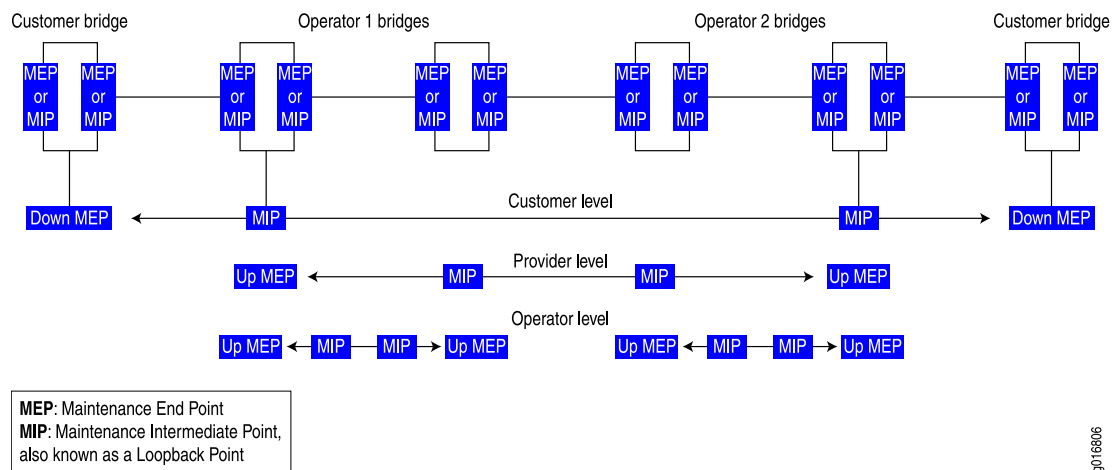 Customer bridge
Operator 1 bridges
Operator 2 bridges
Customer bridge
MEP or MIP
MEP or MIP
MEP or MIP
MEP or MIP
MEP or MIP
MEP or MIP
MEP or MIP
MEP or MIP
MEP or MIP
MEP or MIP
MEP or MIP
MEP or MIP
Customer level
Down MEP
MIP
MIP
Down MEP
Provider level
Up MEP
MIP
MIP
Up MEP
Operator level
Up MEP
MIP
MIP
Up MEP
Up MEP
MIP
MIP
Up MEP
MEP: Maintenance End Point
MIP: Maintenance Intermediate Point,
also known as a Loopback Point
g016806